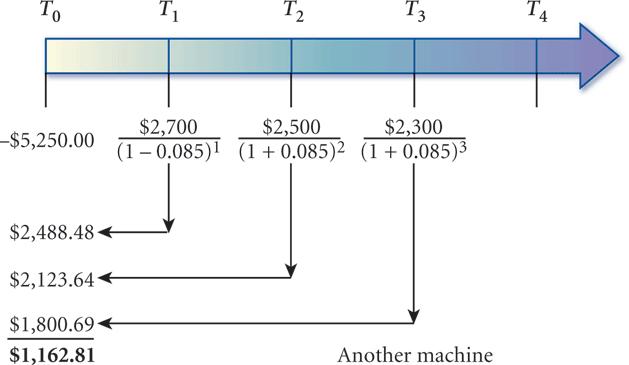 T0 T1 T2 T3 T4
–$5,250.00 $2,700 / (1 – 0.085)^1 $2,500 / (1 + 0.085)^2 $2,300 / (1 + 0.085)^3
$2,488.48
$2,123.64
$1,800.69
$1,162.81 Another machine